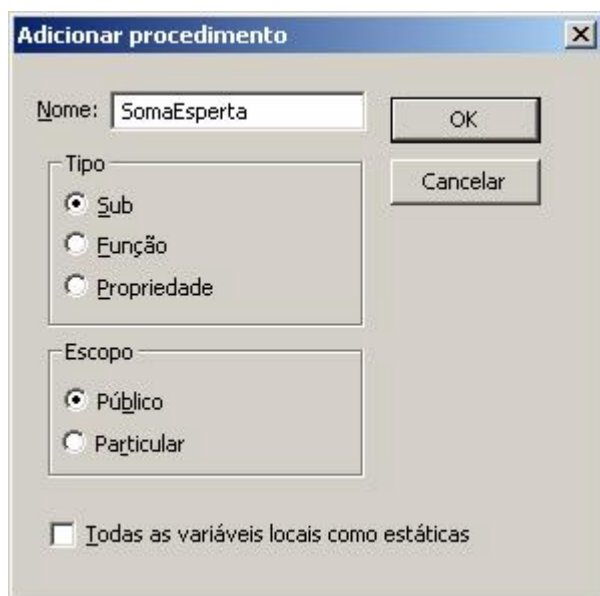 Adicionar procedimento
Nome: SomaEsperta
OK
Tipo
Cancelar
Sub
Função
Propriedade
Escopo
Público
Particular
Todas as variáveis locais como estáticas